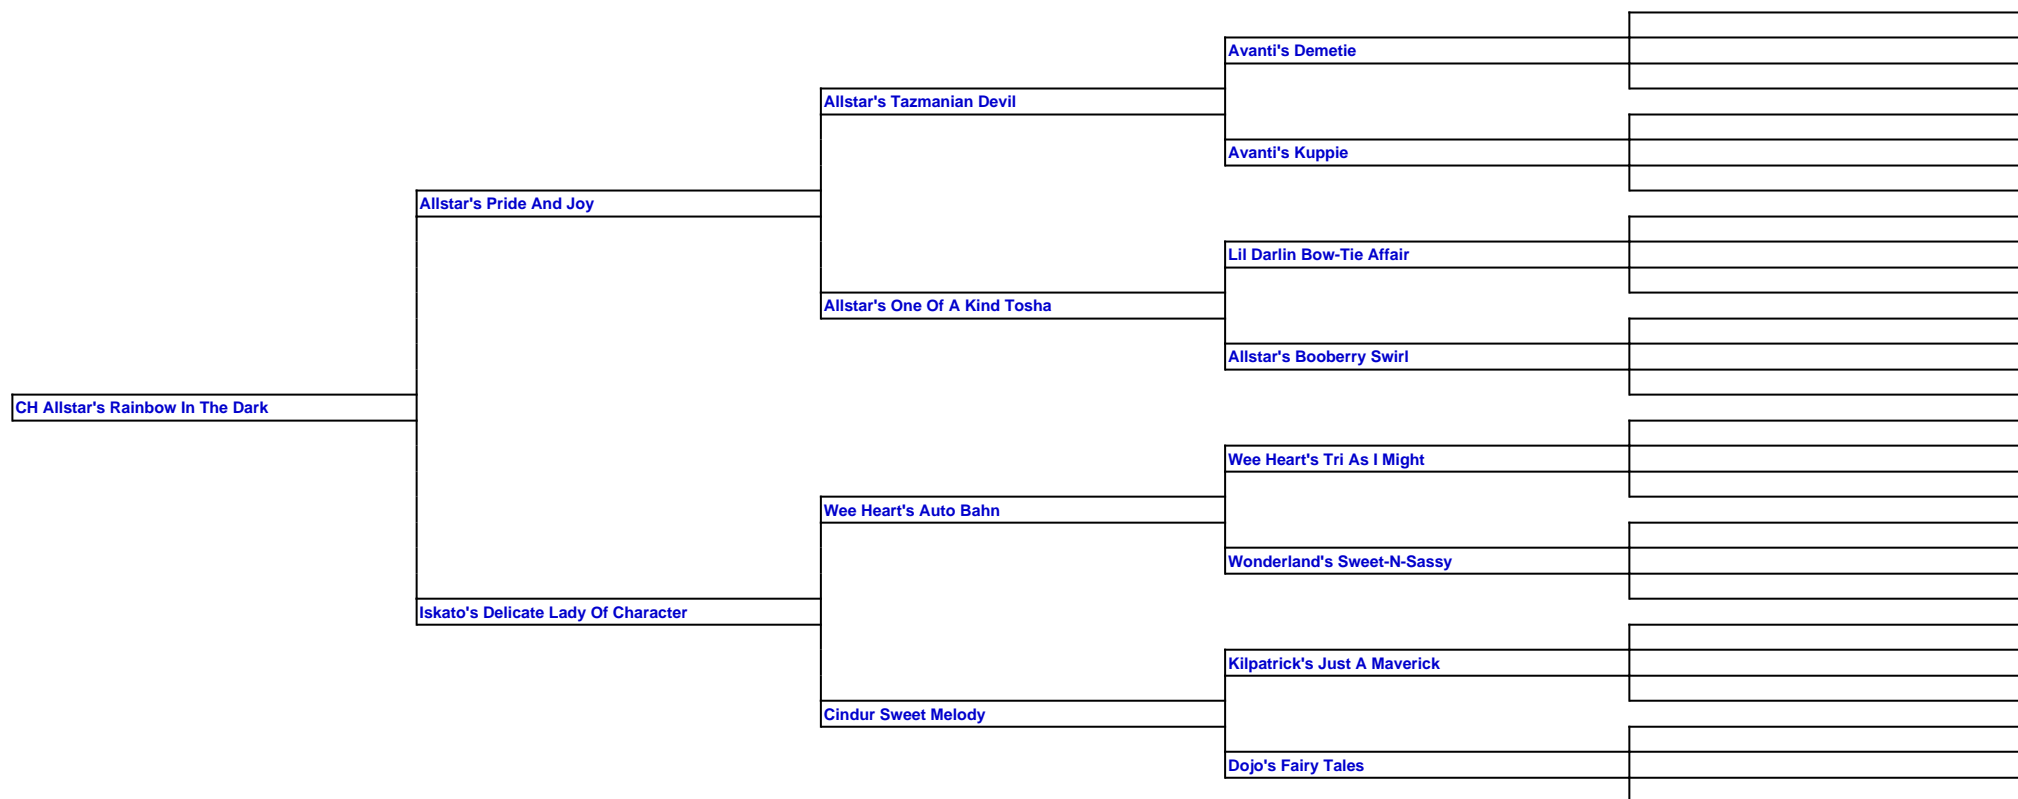 Avanti's Demetie
Allstar's Tazmanian Devil
Avanti's Kuppie
Allstar's Pride And Joy
Lil Darlin Bow-Tie Affair
Allstar's One Of A Kind Tosha
Allstar's Booberry Swirl
CH Allstar's Rainbow In The Dark
Wee Heart's Tri As I Might
Wee Heart's Auto Bahn
Wonderland's Sweet-N-Sassy
Iskato's Delicate Lady Of Character
Kilpatrick's Just A Maverick
Cindur Sweet Melody
Dojo's Fairy Tales